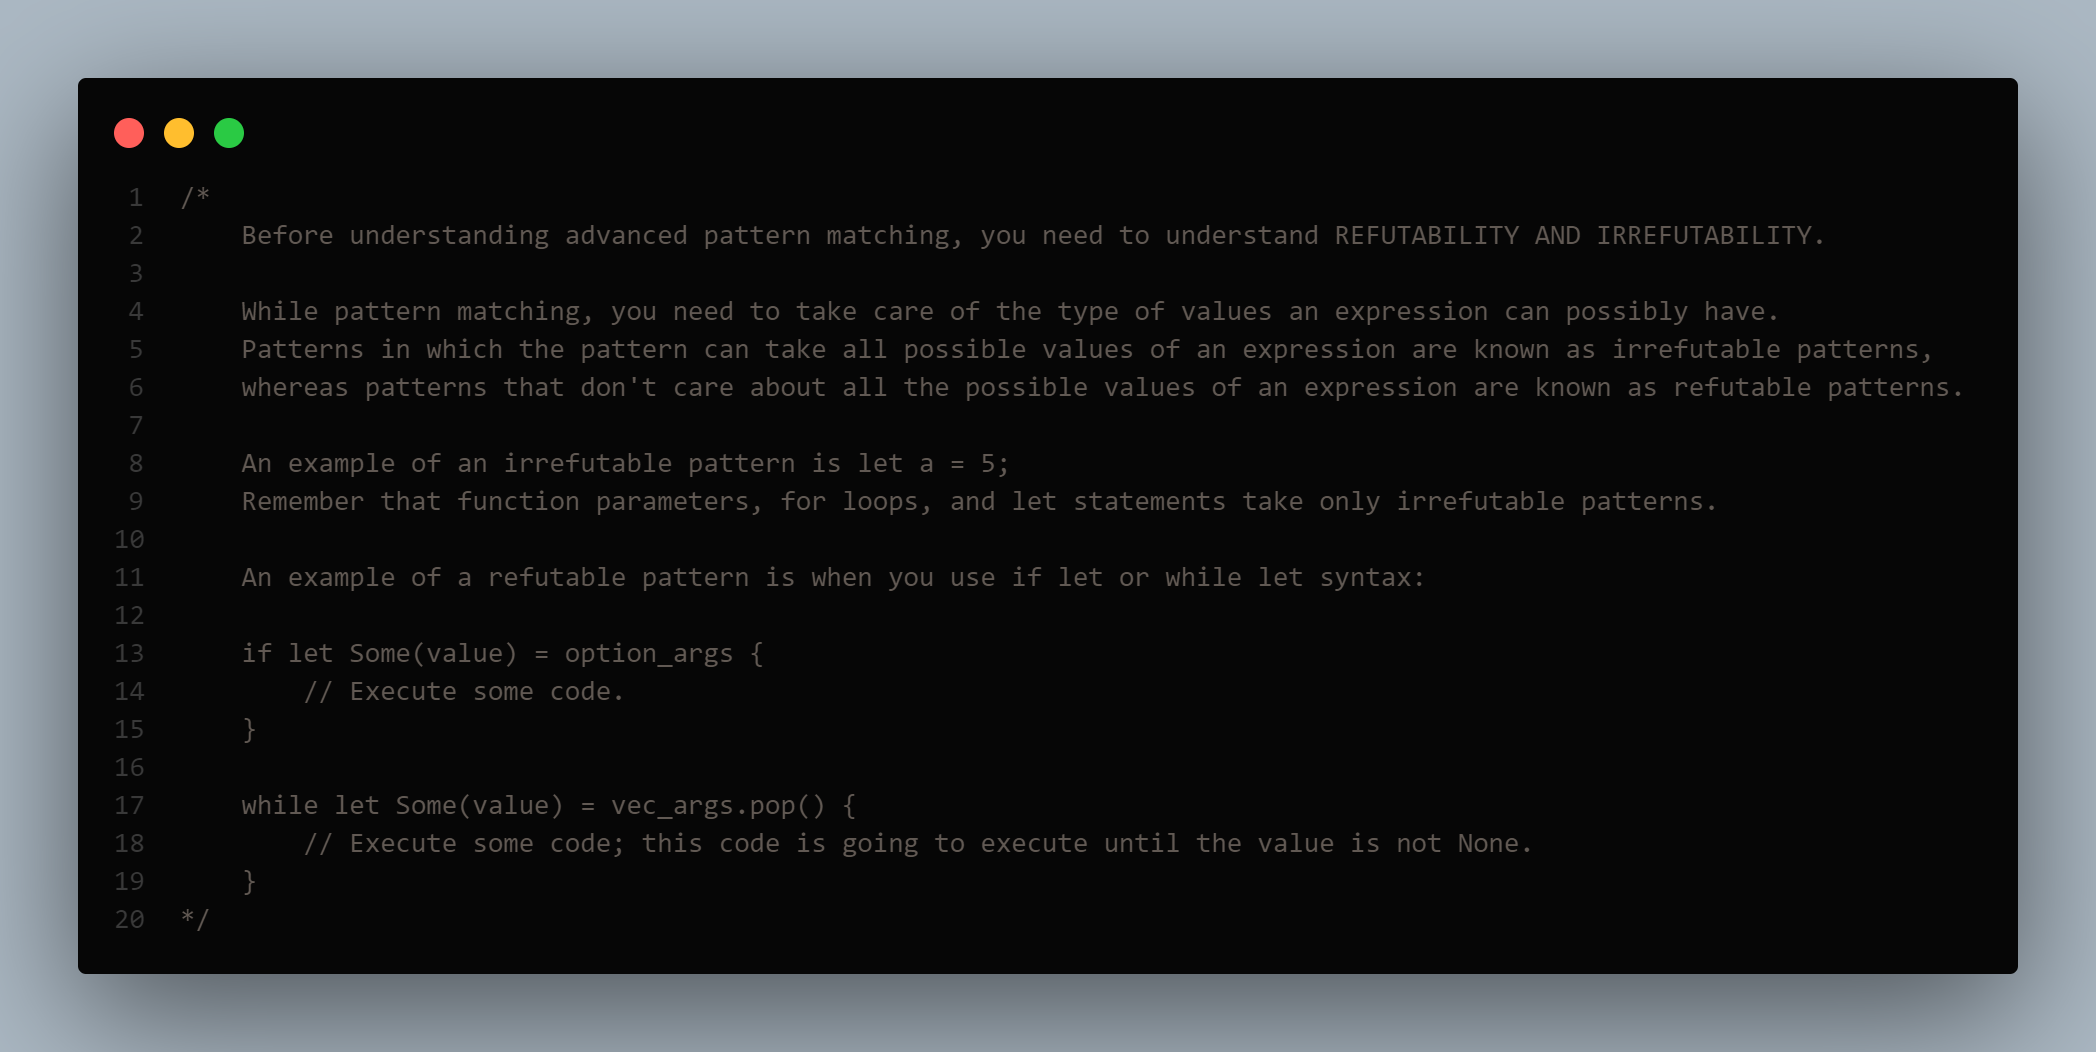 1 /*
2 Before understanding advanced pattern matching, you need to understand REFUTABILITY AND IRREFUTABILITY.
3
4 While pattern matching, you need to take care of the type of values an expression can possibly have.
5 Patterns in which the pattern can take all possible values of an expression are known as irrefutable patterns,
6 whereas patterns that don't care about all the possible values of an expression are known as refutable patterns.
7
8 An example of an irrefutable pattern is let a = 5;
9 Remember that function parameters, for loops, and let statements take only irrefutable patterns.
10
11 An example of a refutable pattern is when you use if let or while let syntax:
12
13 if let Some(value) = option_args {
14 // Execute some code.
15 }
16
17 while let Some(value) = vec_args.pop() {
18 // Execute some code; this code is going to execute until the value is not None.
19 }
20 */